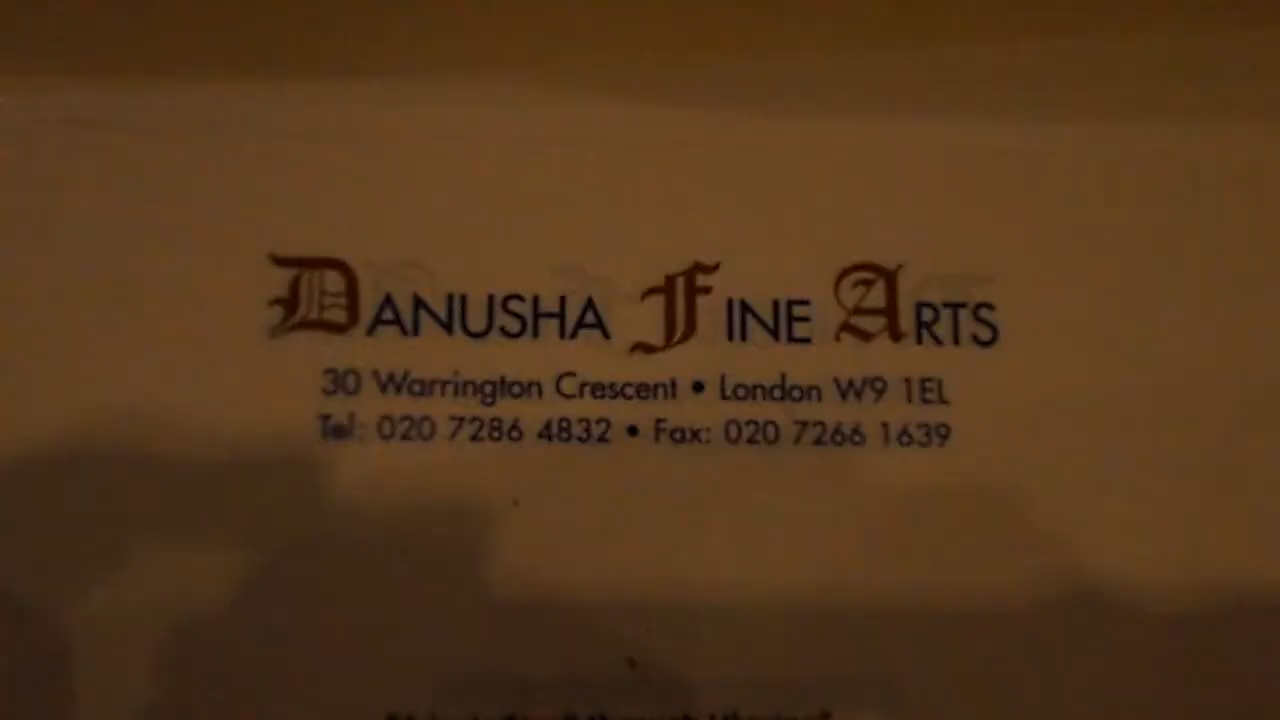 DANUSHA FINE ARTS
30 Warrington Crescent • London W9 1EL
Tel: 020 7286 4832 • Fax: 020 7266 1639